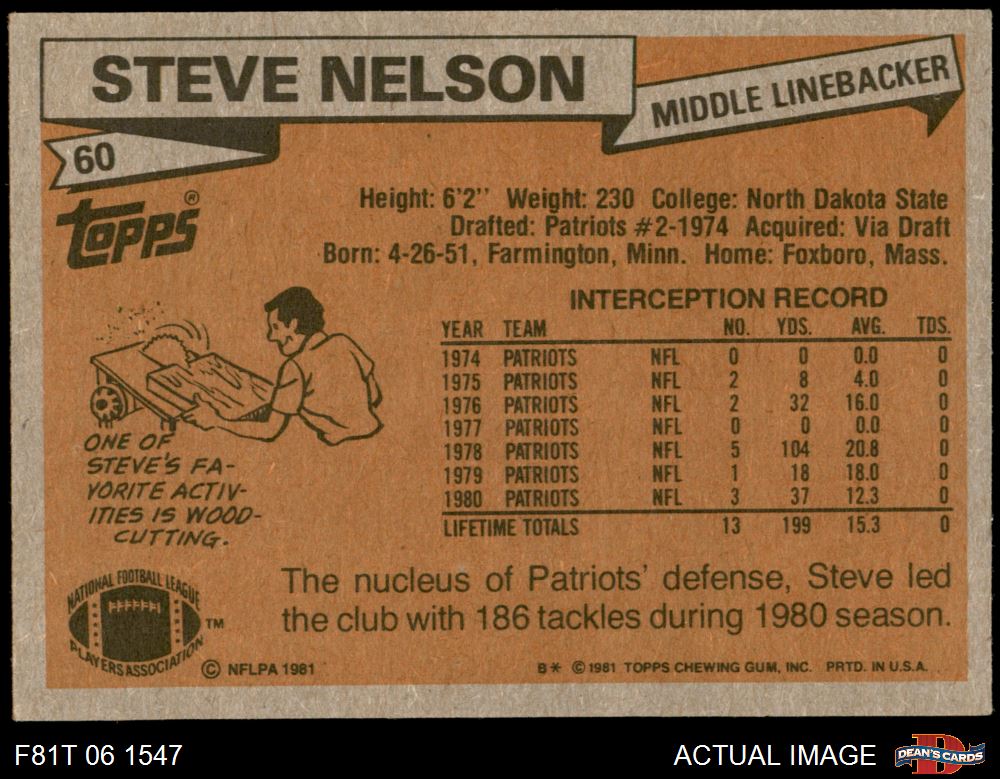 STEVE NELSON
MIDDLE LINEBACKER
60
TOPPS®
Height: 6'2'' Weight: 230 College: North Dakota State
Drafted: Patriots #2-1974 Acquired: Via Draft
Born: 4-26-51, Farmington, Minn. Home: Foxboro, Mass.
INTERCEPTION RECORD
YEAR TEAM NO. YDS. AVG. TDS.
1974 PATRIOTS NFL 0 0 0.0 0
1975 PATRIOTS NFL 2 8 4.0 0
1976 PATRIOTS NFL 2 32 16.0 0
1977 PATRIOTS NFL 0 0 0.0 0
1978 PATRIOTS NFL 5 104 20.8 0
1979 PATRIOTS NFL 1 18 18.0 0
1980 PATRIOTS NFL 3 37 12.3 0
LIFETIME TOTALS 13 199 15.3 0
ONE OF
STEVE'S FA-
VORITE ACTIV-
ITIES IS WOOD-
CUTTING.
The nucleus of Patriots' defense, Steve led
the club with 186 tackles during 1980 season.
NATIONAL FOOTBALL LEAGUE
PLAYERS ASSOCIATION
TM
© NFLPA 1981
B* © 1981 TOPPS CHEWING GUM, INC. PRTD. IN U.S.A.
F81T 06 1547
ACTUAL IMAGE
D
DEAN'S CARDS